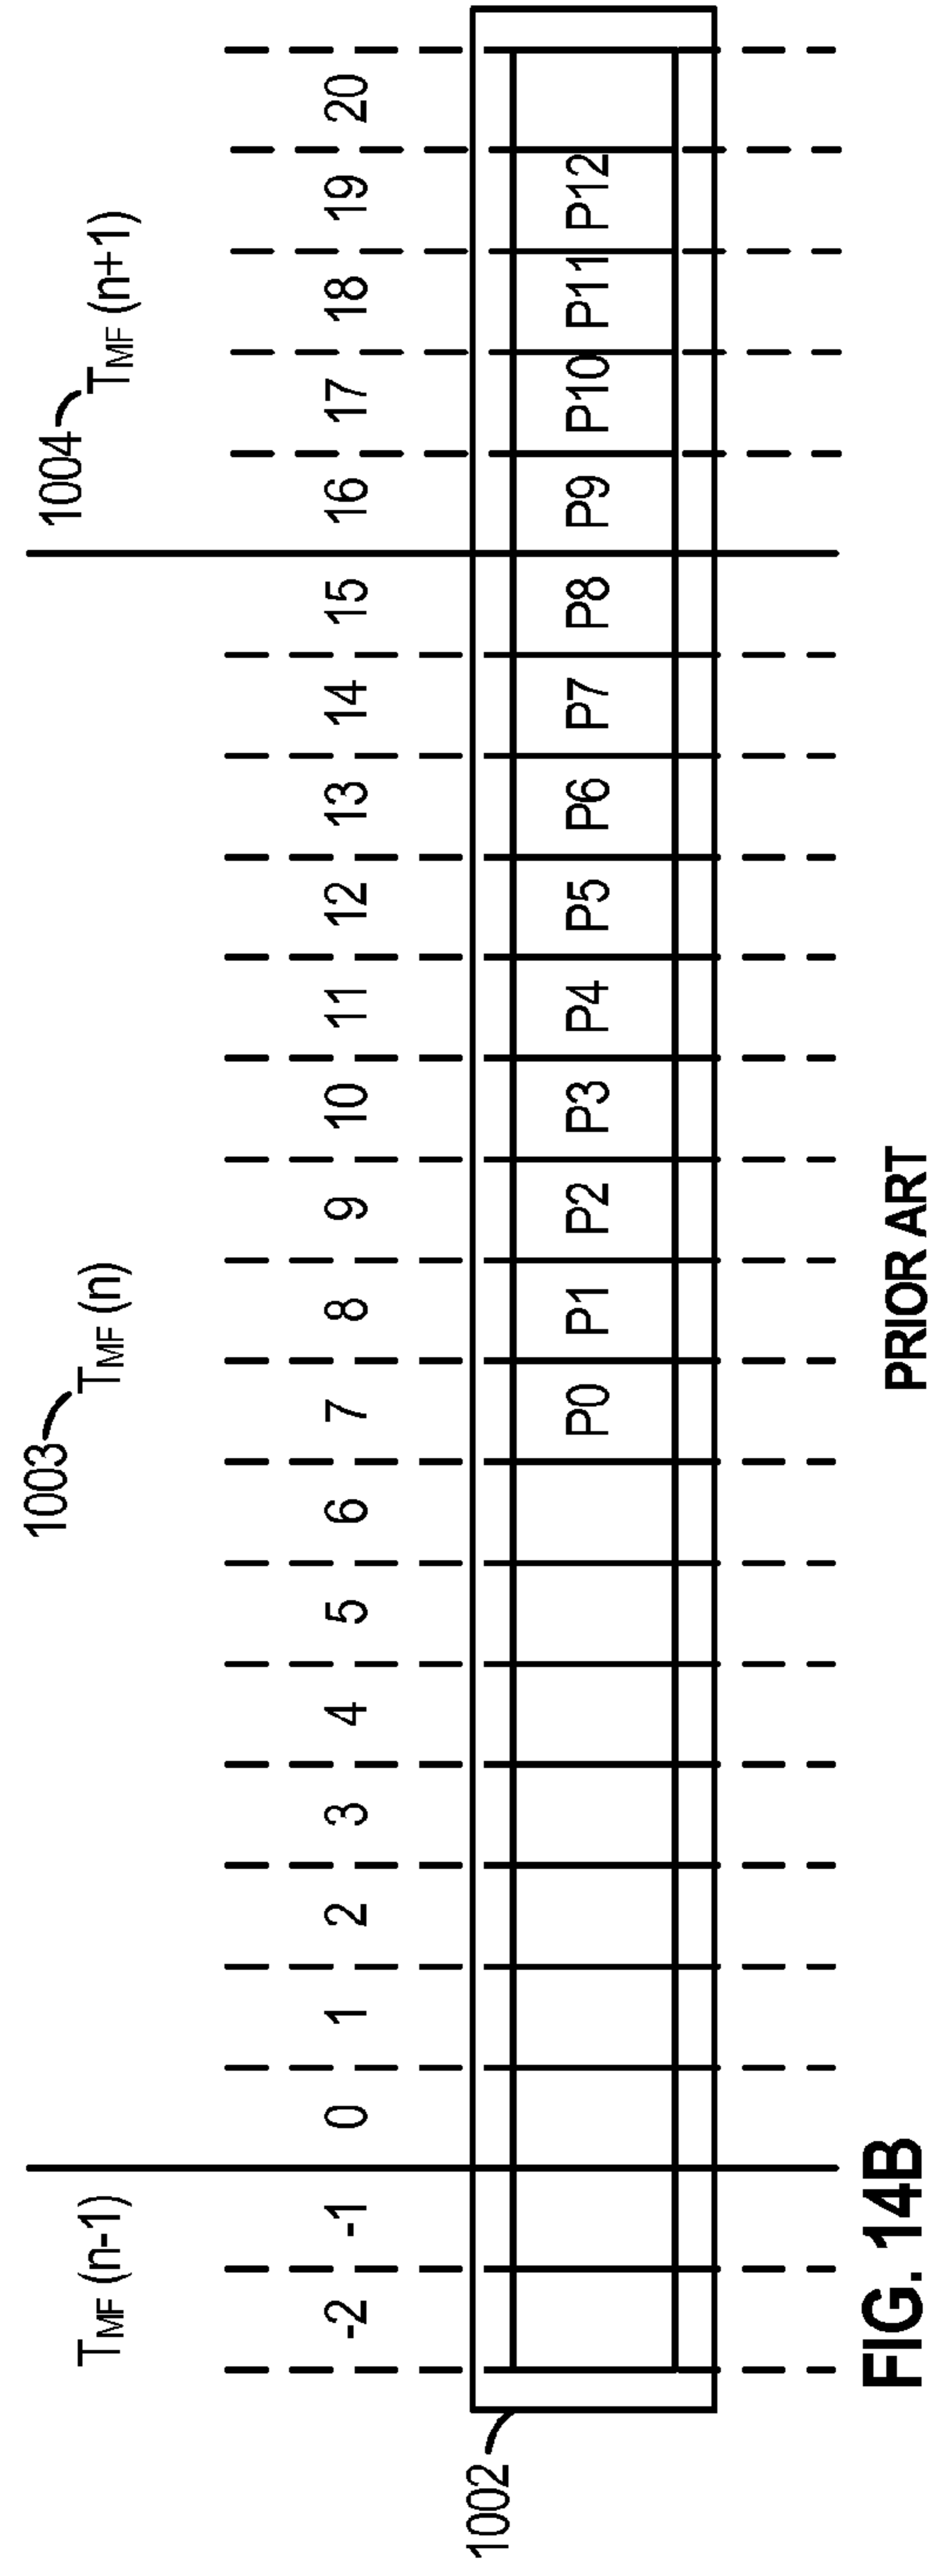 1003 1004
T_MF (n-1) T_MF (n) T_MF (n+1)
-2 -1 0 1 2 3 4 5 6 7 8 9 10 11 12 13 14 15 16 17 18 19 20
1002
P0 P1 P2 P3 P4 P5 P6 P7 P8 P9 P10 P11 P12
FIG. 14B PRIOR ART